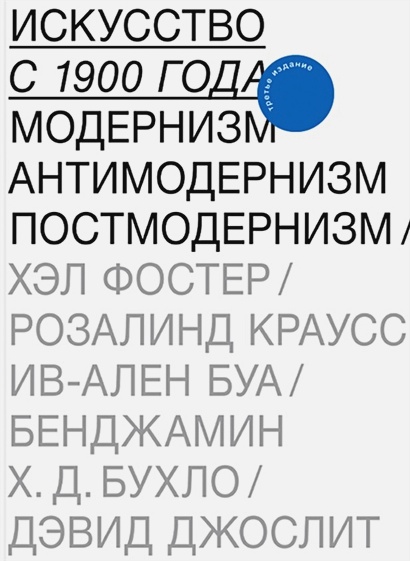 ИСКУССТВО
С 1900 ГОДА
третье издание
МОДЕРНИЗМ
АНТИМОДЕРНИЗМ
ПОСТМОДЕРНИЗМ /
ХЭЛ ФОСТЕР /
РОЗАЛИНД КРАУСС
ИВ-АЛЕН БУА /
БЕНДЖАМИН
Х. Д. БУХЛО /
ДЭВИД ДЖОСЛИТ